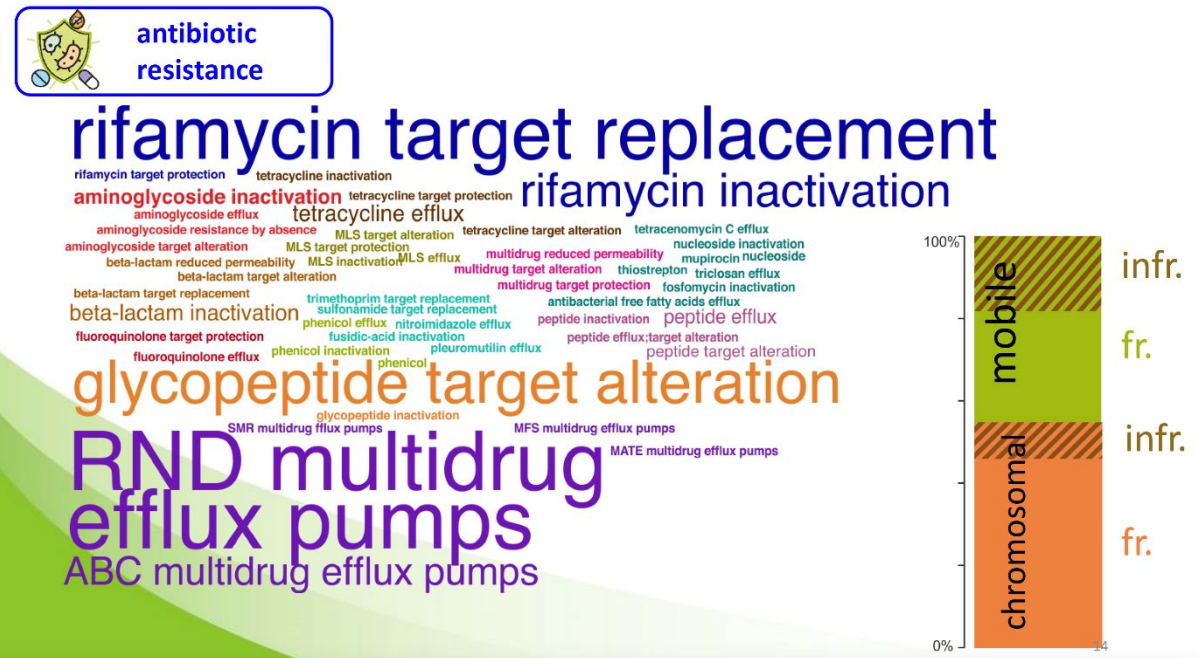 antibiotic
resistance
rifamycin target replacement
rifamycin target protection
tetracycline inactivation
aminoglycoside inactivation
tetracycline target protection
rifamycin inactivation
aminoglycoside efflux
tetracycline efflux
aminoglycoside resistance by absence
MLS target alteration
tetracycline target alteration
tetracenomycin C efflux
aminoglycoside target alteration
MLS target protection
nucleoside inactivation
beta-lactam reduced permeability
MLS inactivation
MLS efflux
multidrug reduced permeability
mupirocin
nucleoside
beta-lactam target alteration
multidrug target alteration
thiostrepton
triclosan efflux
multidrug target protection
fosfomycin inactivation
beta-lactam target replacement
trimethoprim target replacement
antibacterial free fatty acids efflux
beta-lactam inactivation
sulfonamide target replacement
phenicol efflux
nitroimidazole efflux
peptide inactivation
peptide efflux
fluoroquinolone target protection
fusidic-acid inactivation
peptide efflux;target alteration
fluoroquinolone efflux
phenicol inactivation
pleuromutilin efflux
peptide target alteration
phenicol
glycopeptide target alteration
glycopeptide inactivation
SMR multidrug fflux pumps
MFS multidrug efflux pumps
RND multidrug
efflux pumps
MATE multidrug efflux pumps
ABC multidrug efflux pumps
100%
mobile
infr.
fr.
chromosomal
infr.
fr.
0%
14